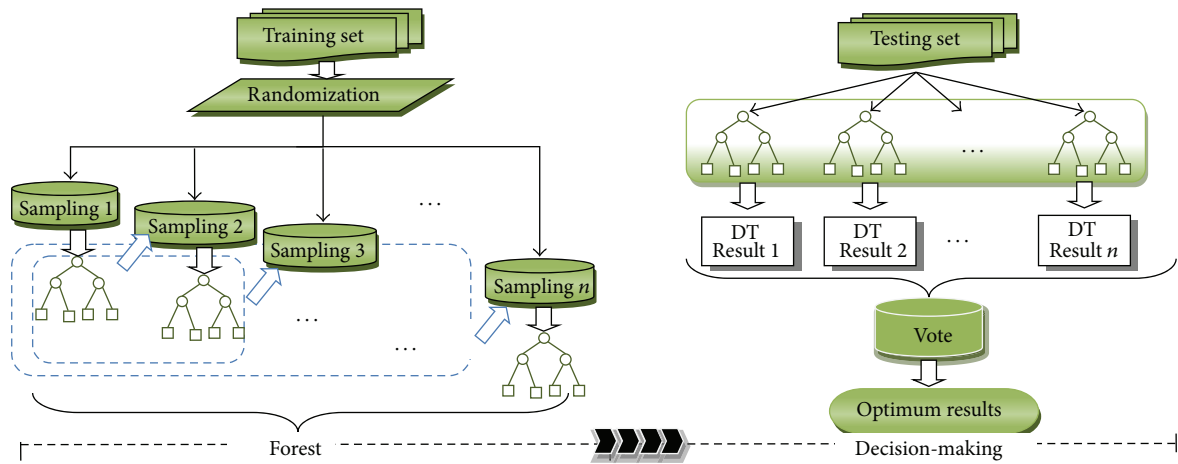 Training set
Randomization
Sampling 1
Sampling 2
Sampling 3
...
Sampling n
...
...
Forest
Testing set
...
DT
Result 1
DT
Result 2
...
DT
Result n
Vote
Optimum results
Decision-making